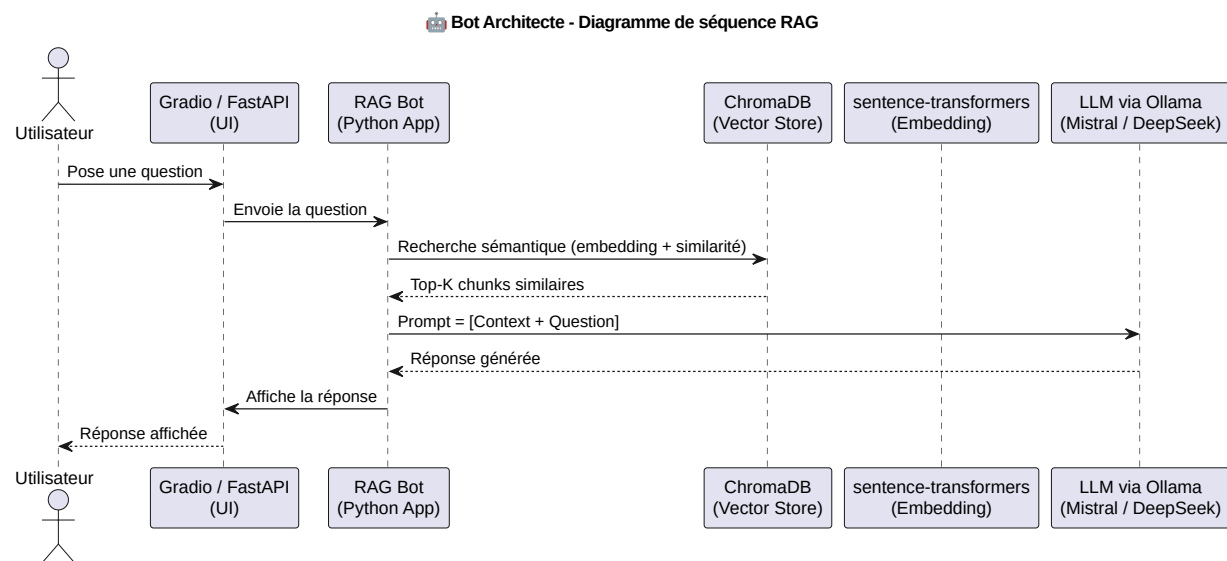 🤖 Bot Architecte - Diagramme de séquence RAG
Utilisateur
Gradio / FastAPI
(UI)
RAG Bot
(Python App)
ChromaDB
(Vector Store)
sentence-transformers
(Embedding)
LLM via Ollama
(Mistral / DeepSeek)
Pose une question
Envoie la question
Recherche sémantique (embedding + similarité)
Top-K chunks similaires
Prompt = [Context + Question]
Réponse générée
Affiche la réponse
Réponse affichée
Utilisateur
Gradio / FastAPI
(UI)
RAG Bot
(Python App)
ChromaDB
(Vector Store)
sentence-transformers
(Embedding)
LLM via Ollama
(Mistral / DeepSeek)